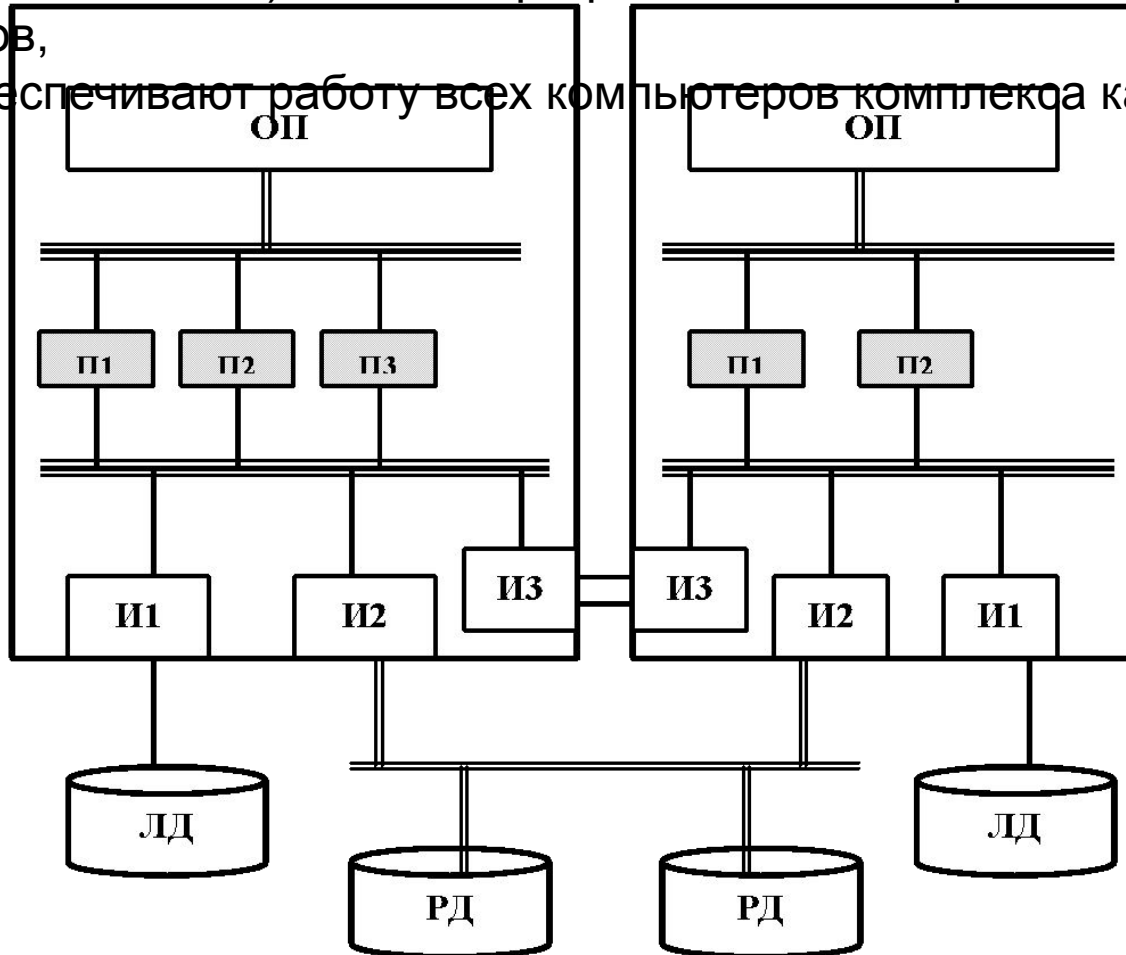 ов,
еспечивают работу всех компьютеров комплекса ка
ОП ОП
П1 П2 П3 П1 П2
И3 И3
И1 И2 И2 И1
ЛД ЛД
РД РД